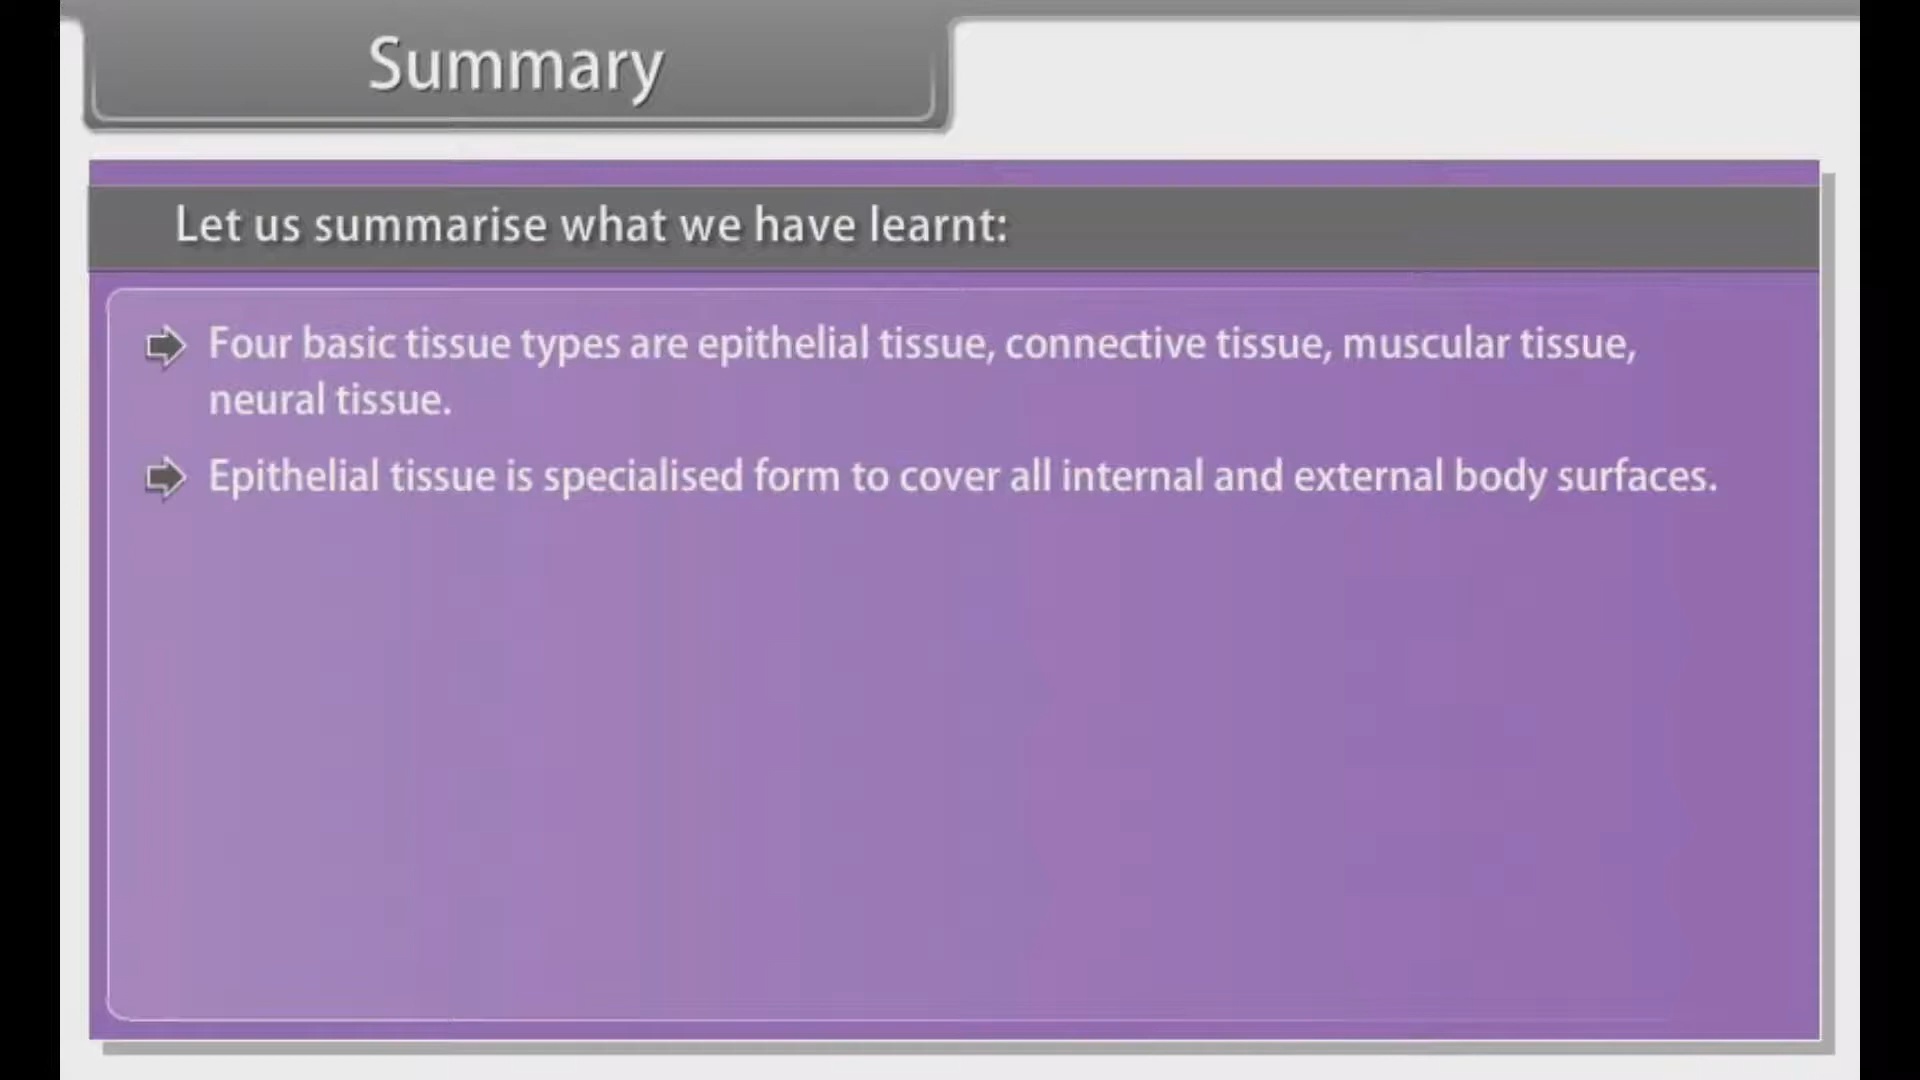 Summary
Let us summarise what we have learnt:
Four basic tissue types are epithelial tissue, connective tissue, muscular tissue,
neural tissue.
Epithelial tissue is specialised form to cover all internal and external body surfaces.